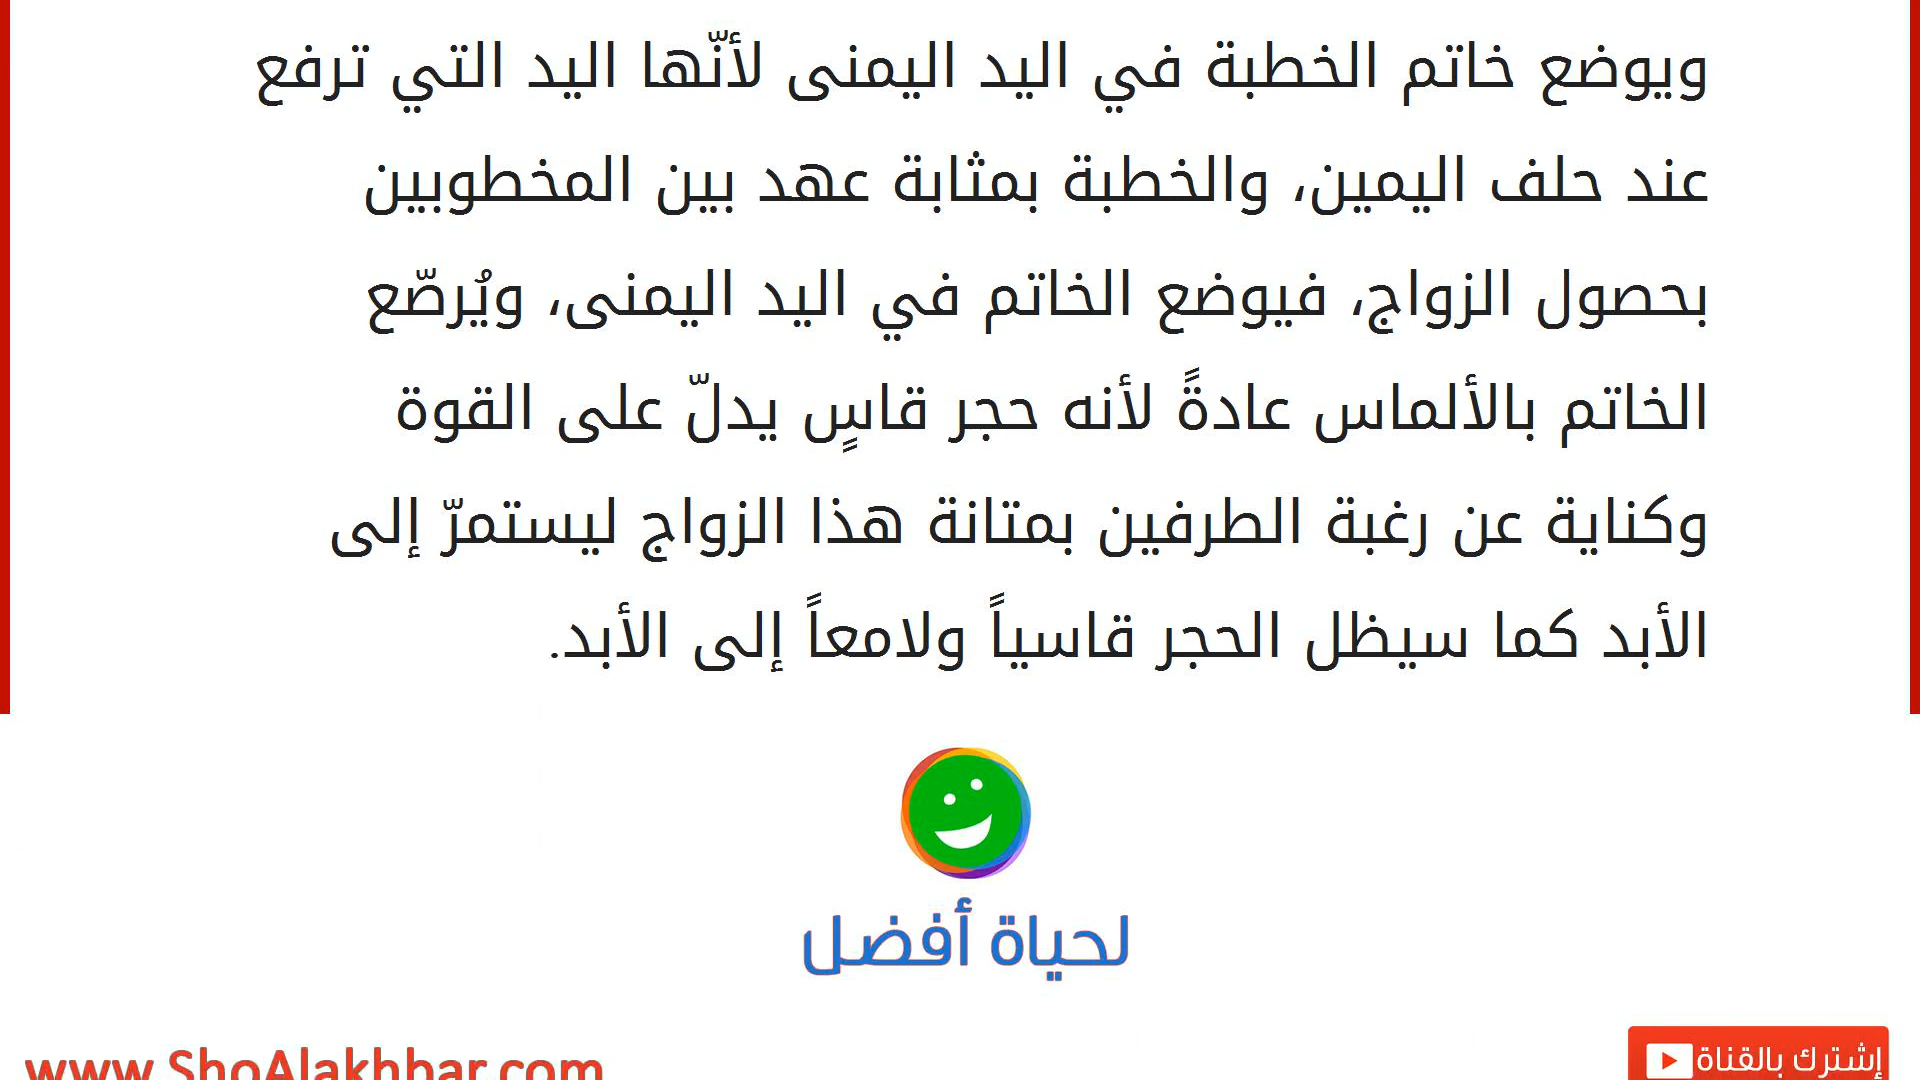 ويوضع خاتم الخطبة في اليد اليمنى لأنّها اليد التي ترفع
عند حلف اليمين، والخطبة بمثابة عهد بين المخطوبين
بحصول الزواج، فيوضع الخاتم في اليد اليمنى، ويُرصّع
الخاتم بالألماس عادةً لأنه حجر قاسٍ يدلّ على القوة
وكناية عن رغبة الطرفين بمتانة هذا الزواج ليستمرّ إلى
الأبد كما سيظل الحجر قاسياً ولامعاً إلى الأبد.
لحياة أفضل
إشترك بالقناة
www.ShoAlakhbar.com